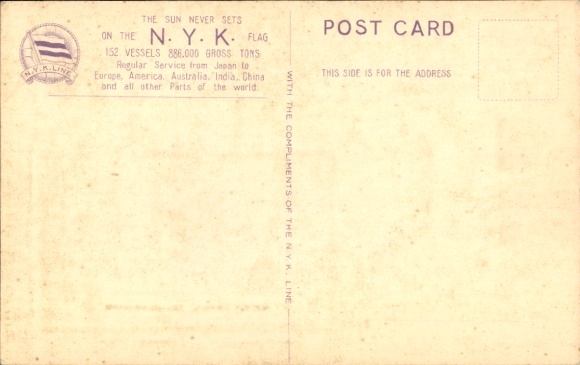 THE SUN NEVER SETS
ON THE N. Y. K. FLAG
152 VESSELS 886,000 GROSS TONS
Regular Service from Japan to
Europe, America, Australia, India, China
and all other Parts of the world.
N.Y.K. LINE
WITH THE COMPLIMENTS OF THE N.Y.K. LINE
POST CARD
THIS SIDE IS FOR THE ADDRESS